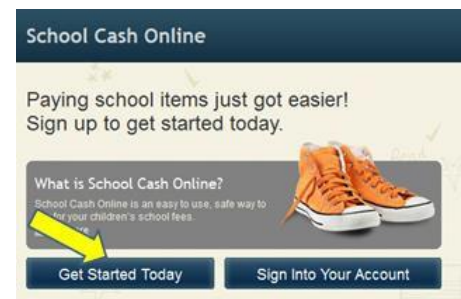 School Cash Online
Paying school items just got easier!
Sign up to get started today.
What is School Cash Online?
School Cash Online is an easy to use, safe way to
for your children's school fees.
Get Started Today
Sign Into Your Account